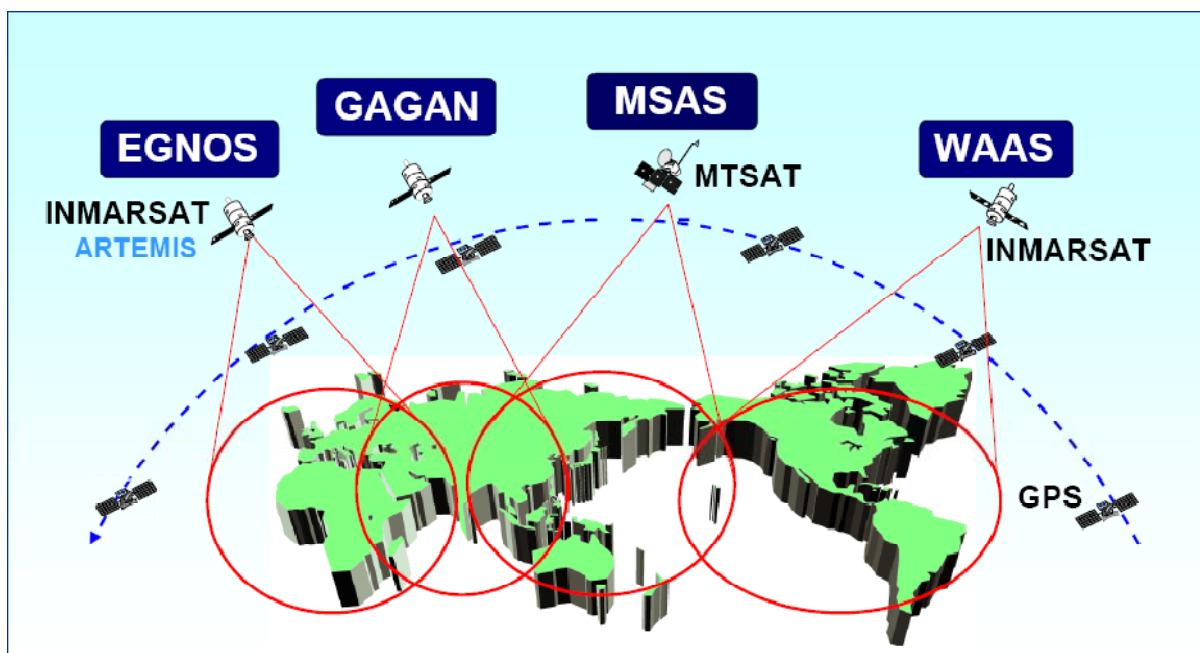 EGNOS
GAGAN
MSAS
WAAS
INMARSAT
ARTEMIS
MTSAT
INMARSAT
GPS